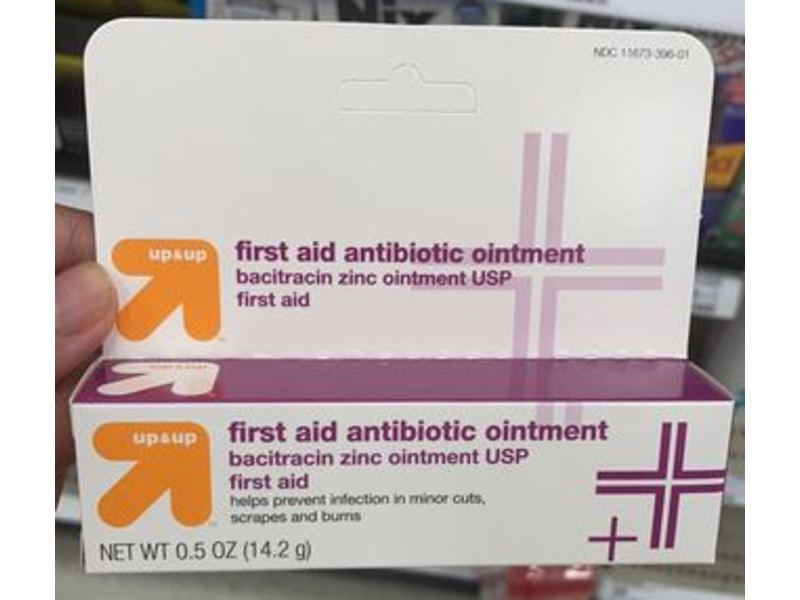 Nix
NDC 11673-396-01
up&up
first aid antibiotic ointment
bacitracin zinc ointment USP
first aid
up&up
first aid antibiotic ointment
bacitracin zinc ointment USP
first aid
helps prevent infection in minor cuts,
scrapes and burns
NET WT 0.5 OZ (14.2 g)